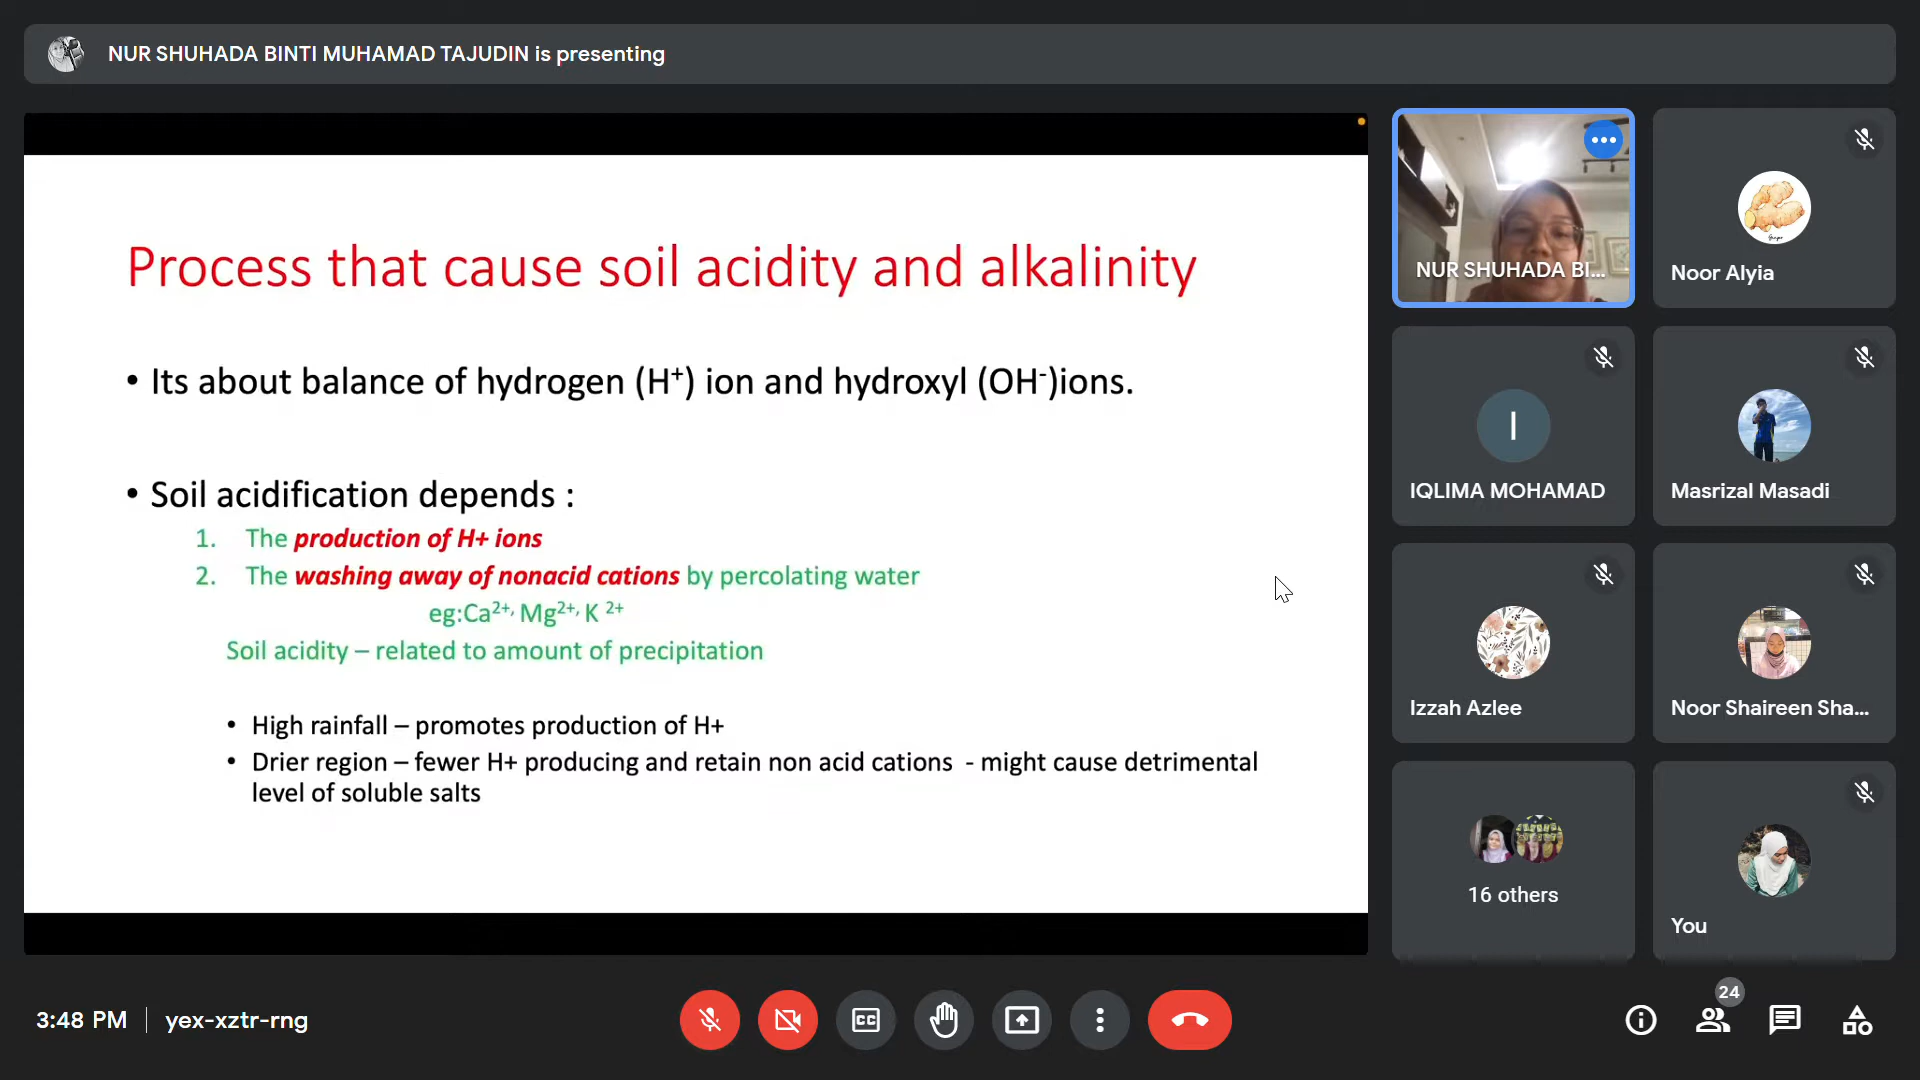 NUR SHUHADA BINTI MUHAMAD TAJUDIN is presenting
Process that cause soil acidity and alkalinity
• Its about balance of hydrogen (H⁺) ion and hydroxyl (OH⁻)ions.
• Soil acidification depends :
1. The production of H+ ions
2. The washing away of nonacid cations by percolating water
eg:Ca²⁺, Mg²⁺, K ²⁺
Soil acidity – related to amount of precipitation
• High rainfall – promotes production of H+
• Drier region – fewer H+ producing and retain non acid cations - might cause detrimental
level of soluble salts
NUR SHUHADA BI...
Noor Alyia
I
IQLIMA MOHAMAD
Masrizal Masadi
Izzah Azlee
Noor Shaireen Sha...
16 others
You
3:48 PM | yex-xztr-rng
CC
24